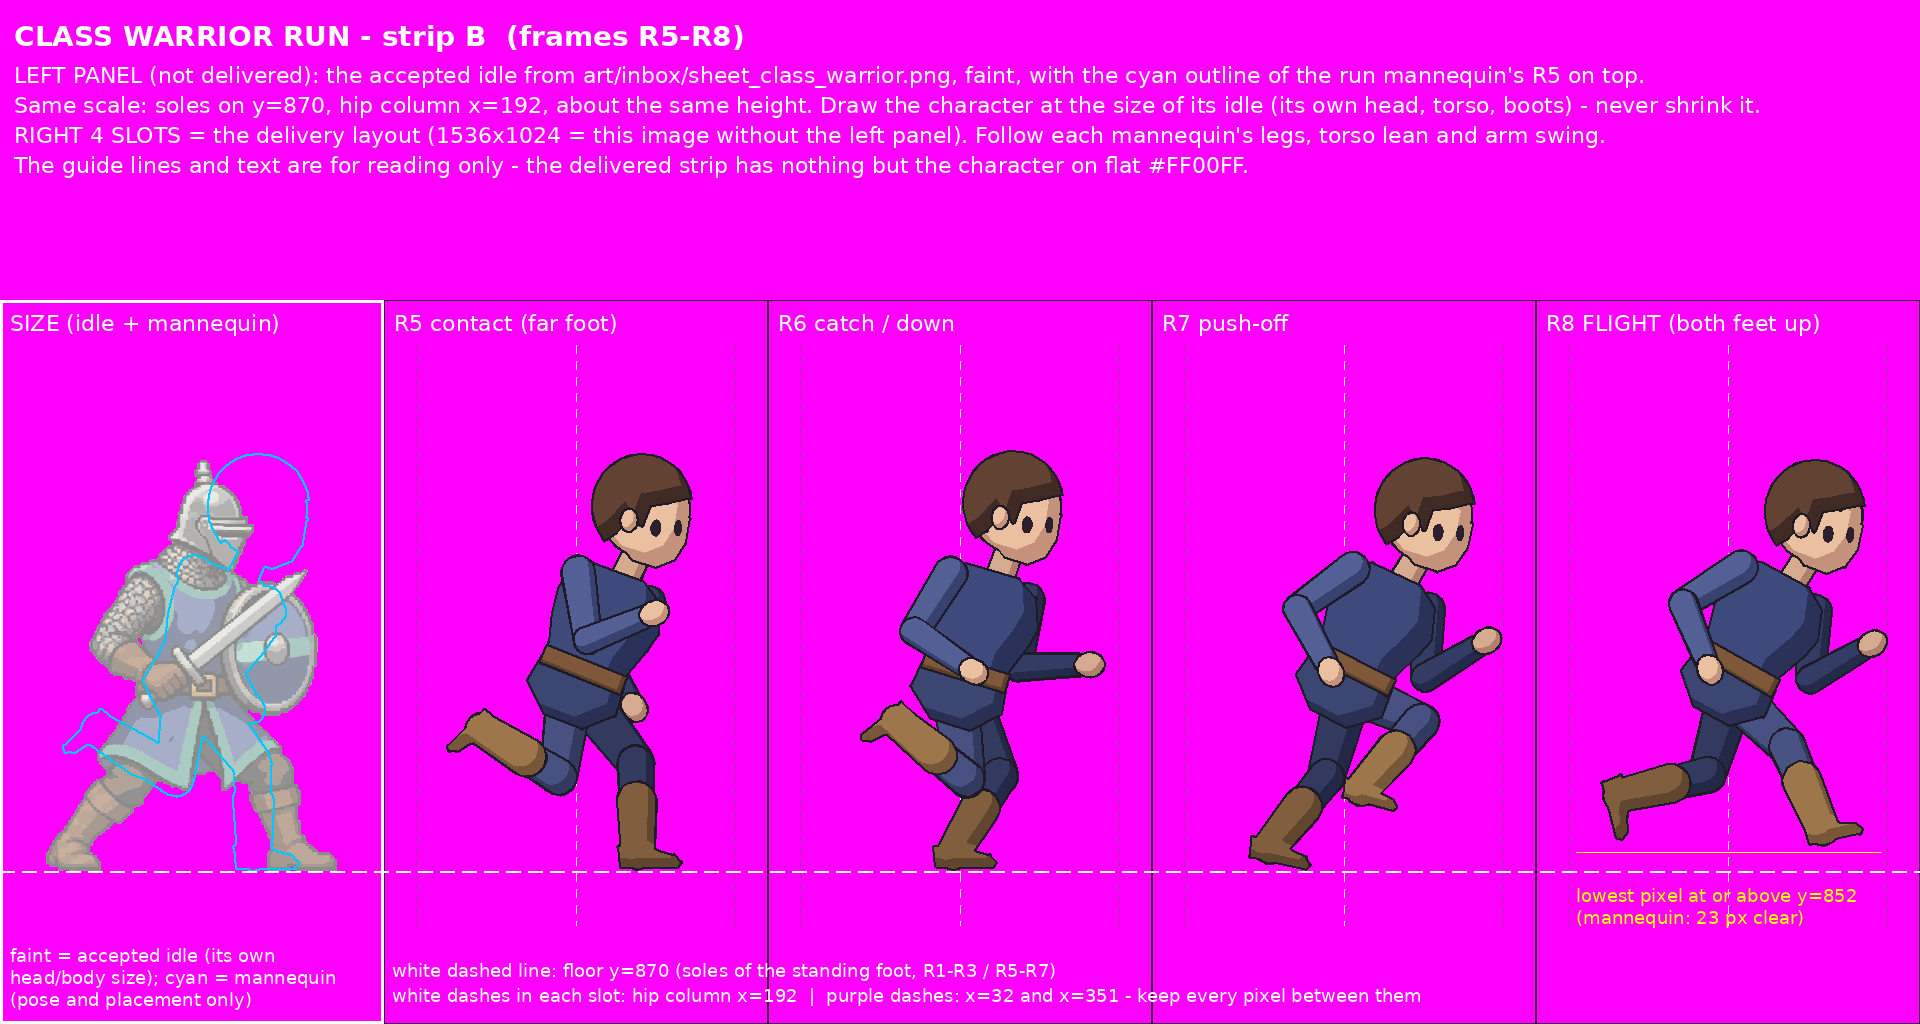 CLASS WARRIOR RUN - strip B (frames R5-R8)
LEFT PANEL (not delivered): the accepted idle from art/inbox/sheet_class_warrior.png, faint, with the cyan outline of the run mannequin's R5 on top.
Same scale: soles on y=870, hip column x=192, about the same height. Draw the character at the size of its idle (its own head, torso, boots) - never shrink it.
RIGHT 4 SLOTS = the delivery layout (1536x1024 = this image without the left panel). Follow each mannequin's legs, torso lean and arm swing.
The guide lines and text are for reading only - the delivered strip has nothing but the character on flat #FF00FF.
SIZE (idle + mannequin)
R5 contact (far foot)
R6 catch / down
R7 push-off
R8 FLIGHT (both feet up)
lowest pixel at or above y=852
(mannequin: 23 px clear)
faint = accepted idle (its own
head/body size); cyan = mannequin
(pose and placement only)
white dashed line: floor y=870 (soles of the standing foot, R1-R3 / R5-R7)
white dashes in each slot: hip column x=192 | purple dashes: x=32 and x=351 - keep every pixel between them